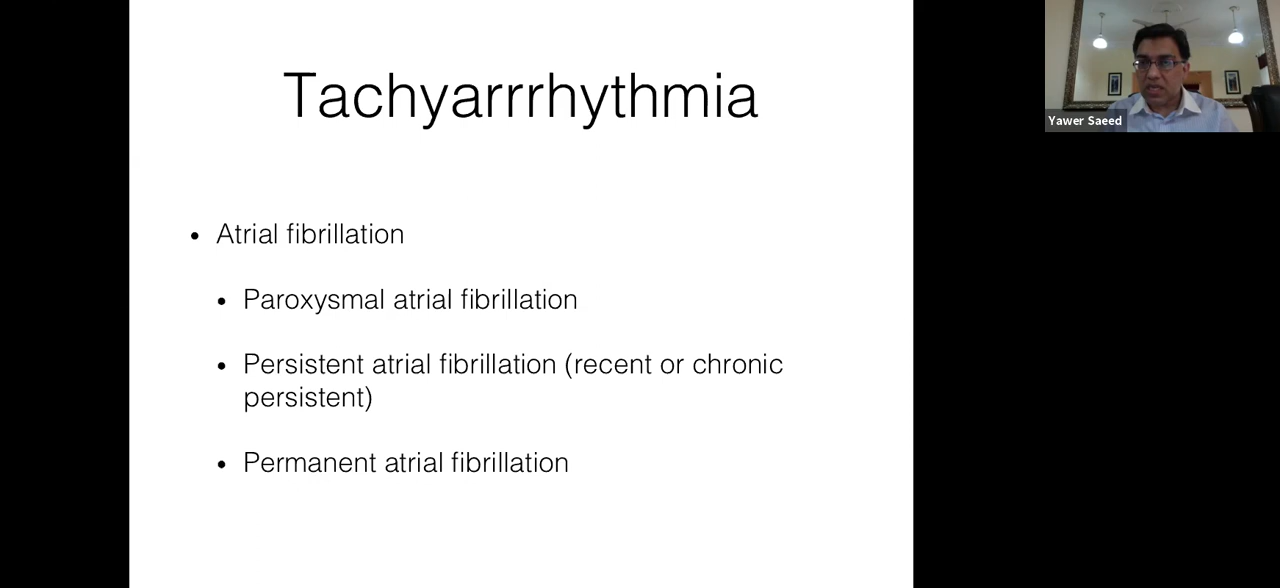 Tachyarrrhythmia
• Atrial fibrillation
• Paroxysmal atrial fibrillation
• Persistent atrial fibrillation (recent or chronic
persistent)
• Permanent atrial fibrillation
Yawer Saeed